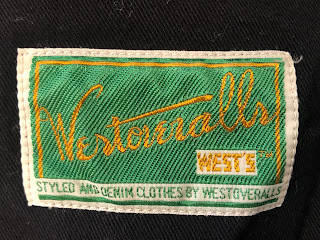 Westoveralls
WEST'S
STYLED AND DENIM CLOTHES BY WESTOVERALLS